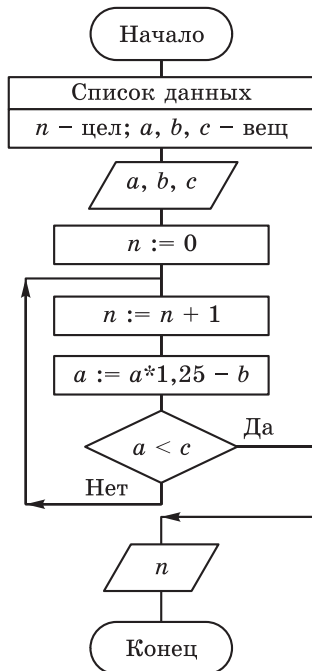 Начало
Список данных
n – цел; a, b, c – вещ
a, b, c
n := 0
n := n + 1
a := a*1,25 – b
a < c
Да
Нет
n
Конец